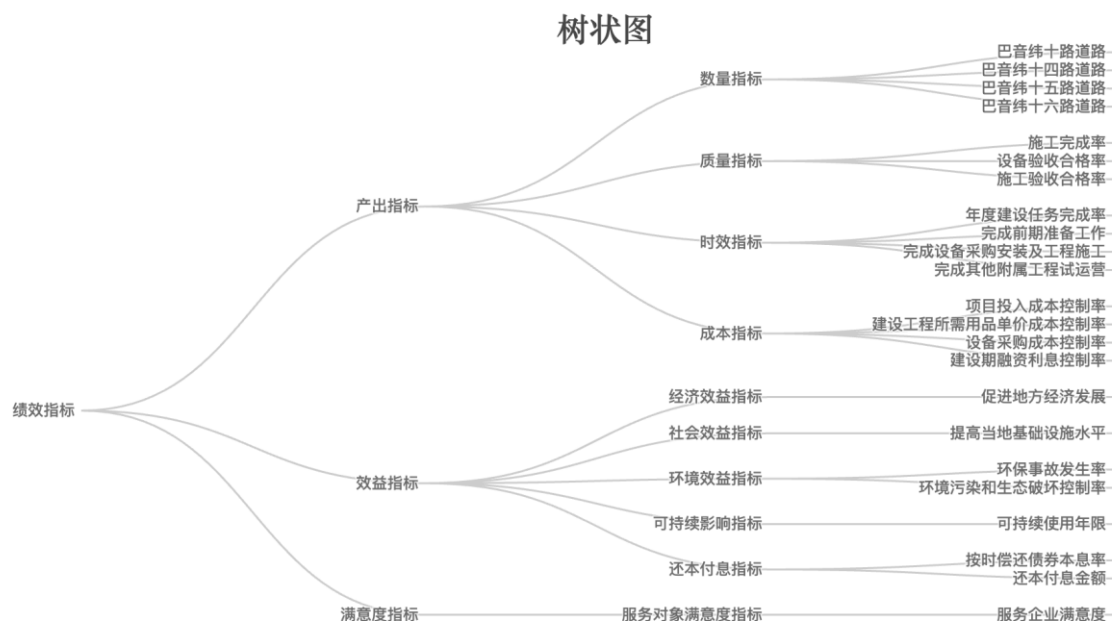 树状图
绩效指标
产出指标
数量指标
巴音纬十路道路
巴音纬十四路道路
巴音纬十五路道路
巴音纬十六路道路
质量指标
施工完成率
设备验收合格率
施工验收合格率
时效指标
年度建设任务完成率
完成前期准备工作
完成设备采购安装及工程施工
完成其他附属工程试运营
成本指标
项目投入成本控制率
建设工程所需用品单价成本控制率
设备采购成本控制率
建设期融资利息控制率
效益指标
经济效益指标
促进地方经济发展
社会效益指标
提高当地基础设施水平
环境效益指标
环保事故发生率
环境污染和生态破坏控制率
可持续影响指标
可持续使用年限
还本付息指标
按时偿还债券本息率
还本付息金额
满意度指标
服务对象满意度指标
服务企业满意度